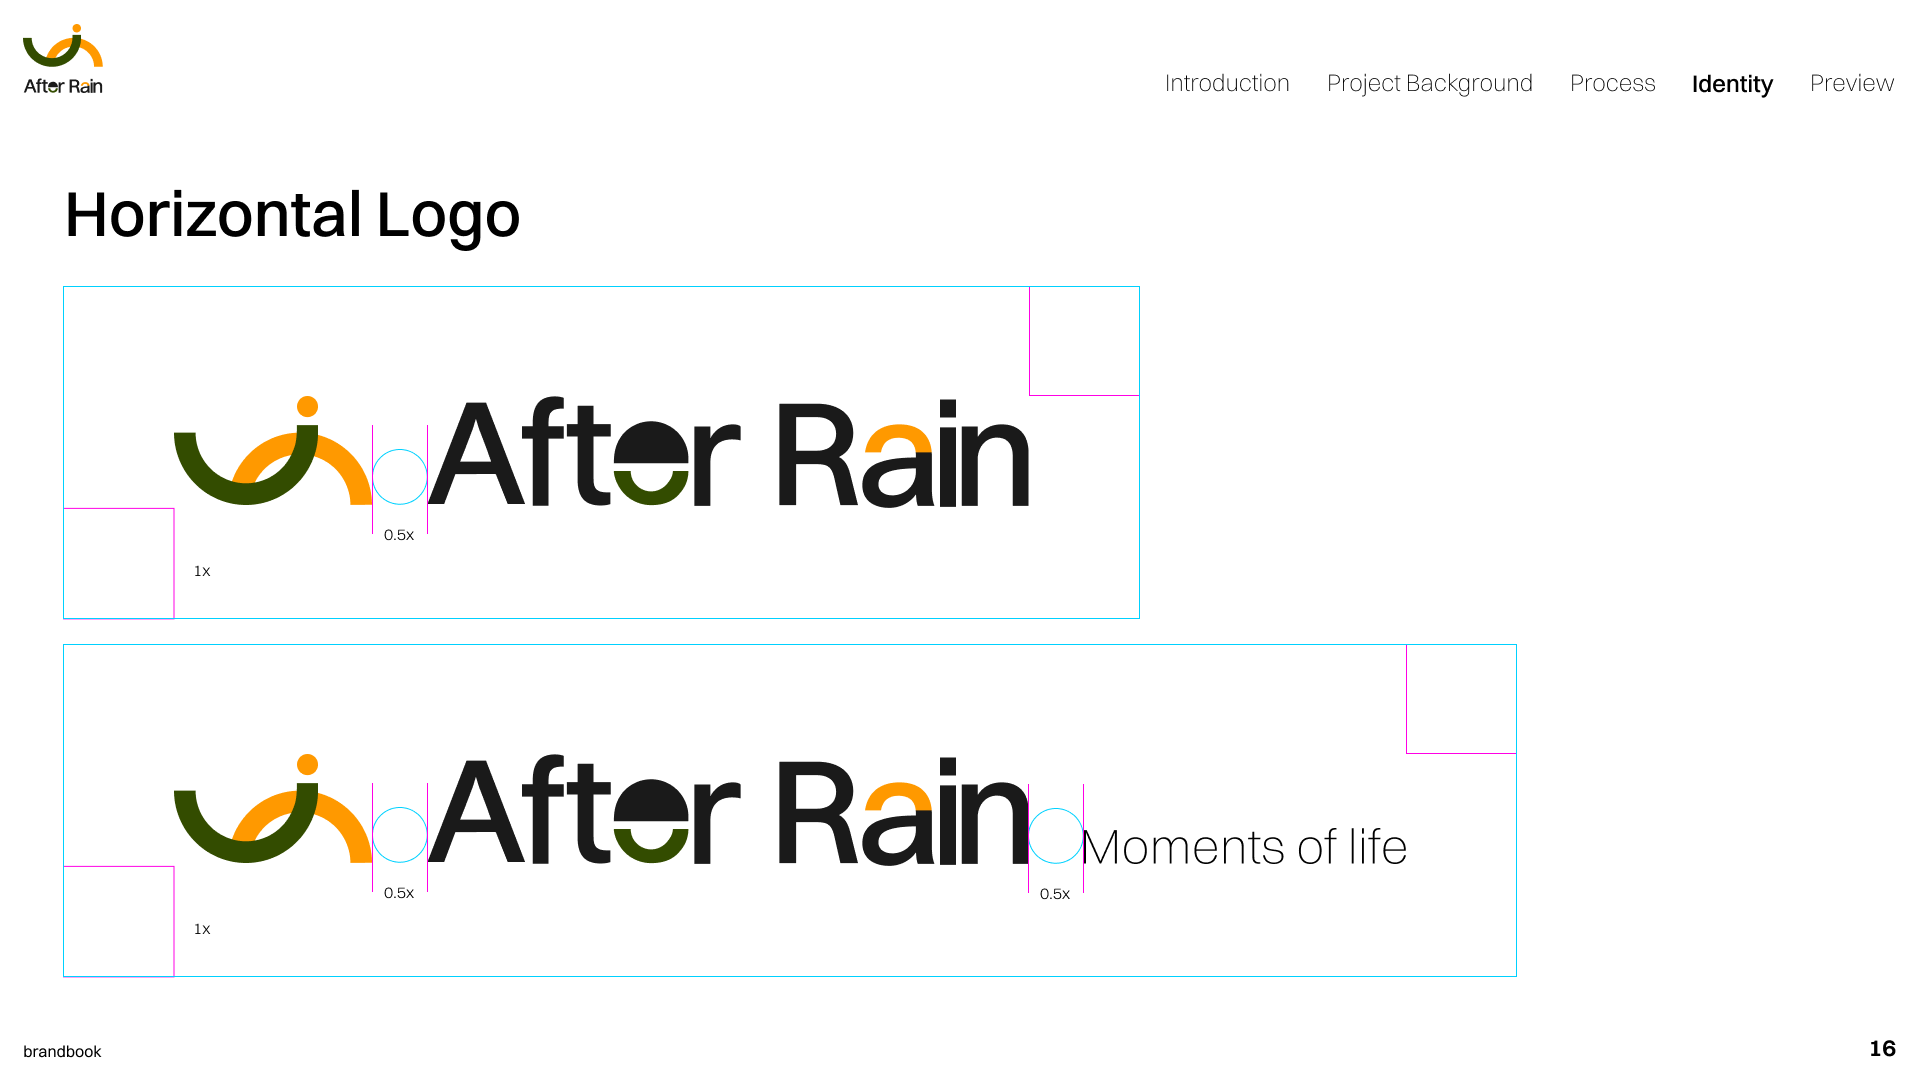 After Rain
Introduction Project Background Process Identity Preview
Horizontal Logo
After Rain
0.5x
1x
After Rain Moments of life
0.5x 0.5x
1x
brandbook
16